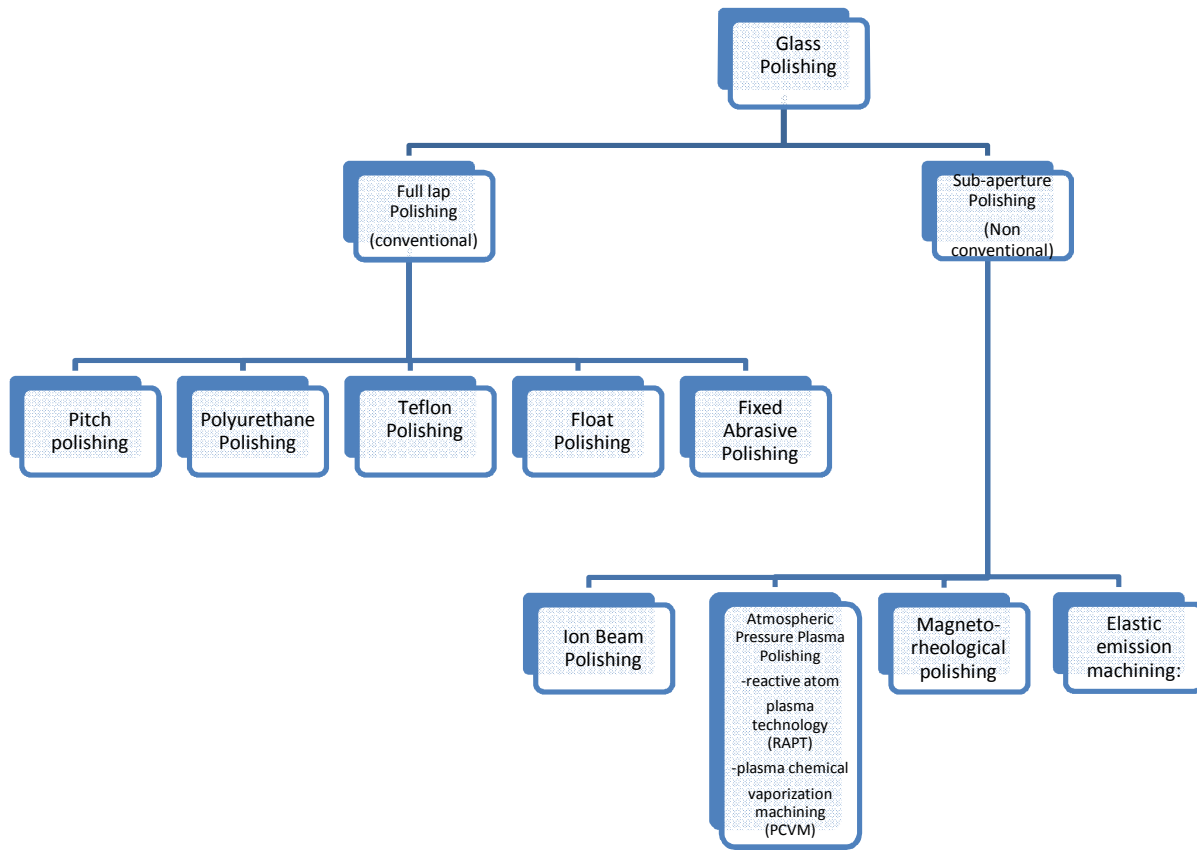 Glass
Polishing
Full lap
Polishing
(conventional)
Sub-aperture
Polishing
(Non
conventional)
Pitch
polishing
Polyurethane
Polishing
Teflon
Polishing
Float
Polishing
Fixed
Abrasive
Polishing
Ion Beam
Polishing
Atmospheric
Pressure Plasma
Polishing
-reactive atom
plasma
technology
(RAPT)
-plasma chemical
vaporization
machining
(PCVM)
Magneto-
rheological
polishing
Elastic
emission
machining: